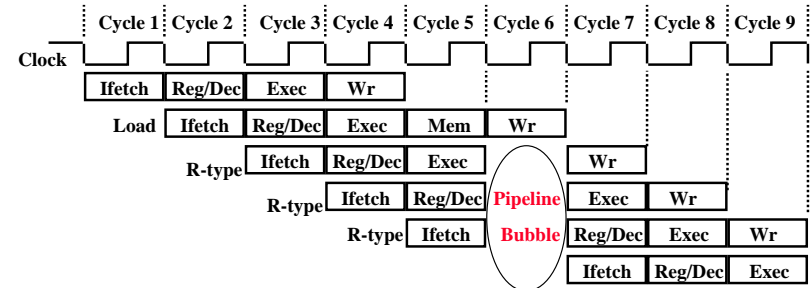 Cycle 1 Cycle 2 Cycle 3 Cycle 4 Cycle 5 Cycle 6 Cycle 7 Cycle 8 Cycle 9
Clock
Ifetch Reg/Dec Exec Wr
Load Ifetch Reg/Dec Exec Mem Wr
R-type Ifetch Reg/Dec Exec Wr
R-type Ifetch Reg/Dec Pipeline Exec Wr
R-type Ifetch Bubble Reg/Dec Exec Wr
Ifetch Reg/Dec Exec